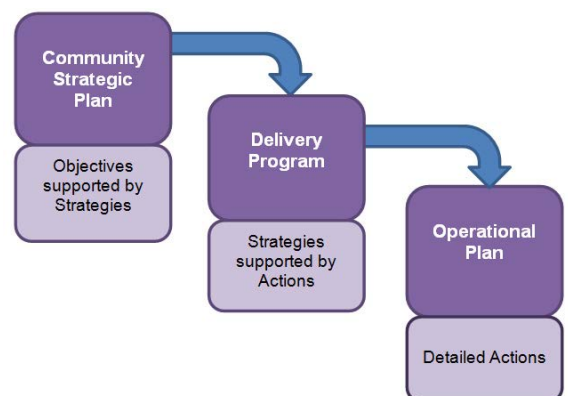 Community
Strategic
Plan
Objectives
supported by
Strategies
Delivery
Program
Strategies
supported by
Actions
Operational
Plan
Detailed Actions